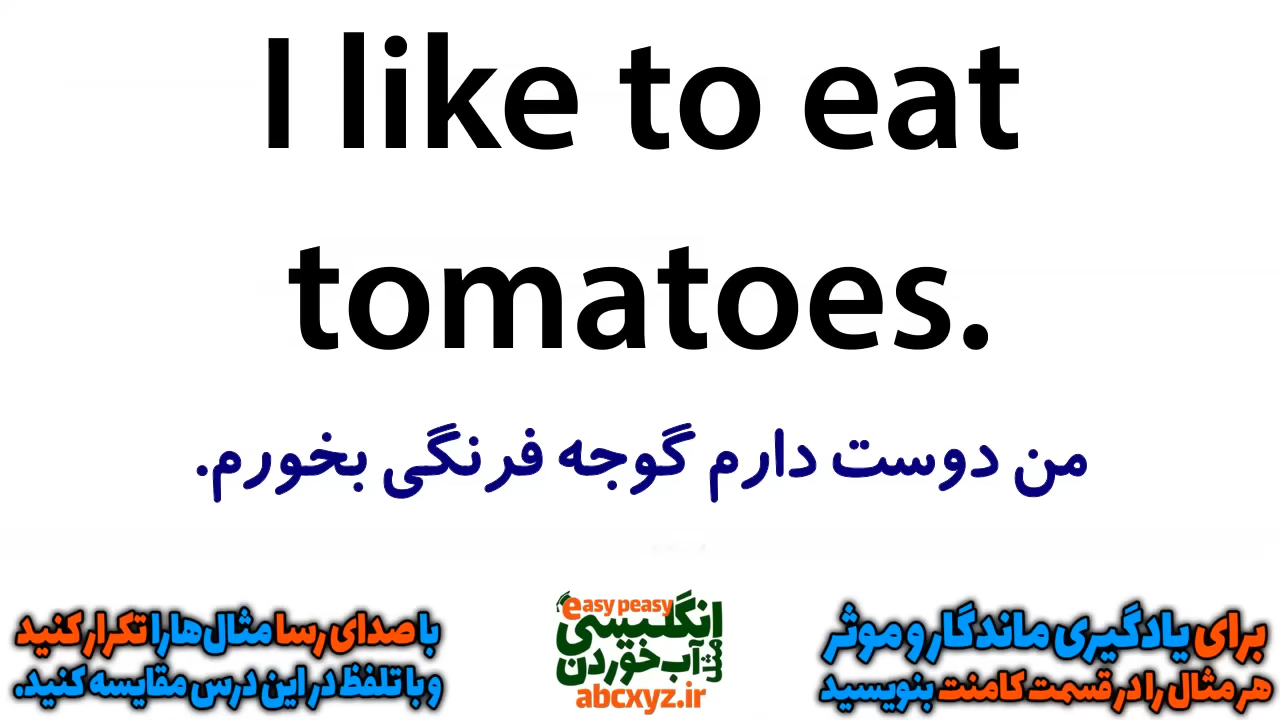 I like to eat
tomatoes.
من دوست دارم گوجه فرنگی بخورم.
برای یادگیری ماندگار و موثر
هر مثال را در قسمت کامنت بنویسید
easy peasy
انگلیسی
مثل آب خوردن
abcxyz.ir
با صدای رسا مثال‌ها را تکرار کنید
و با تلفظ در این درس مقایسه کنید.